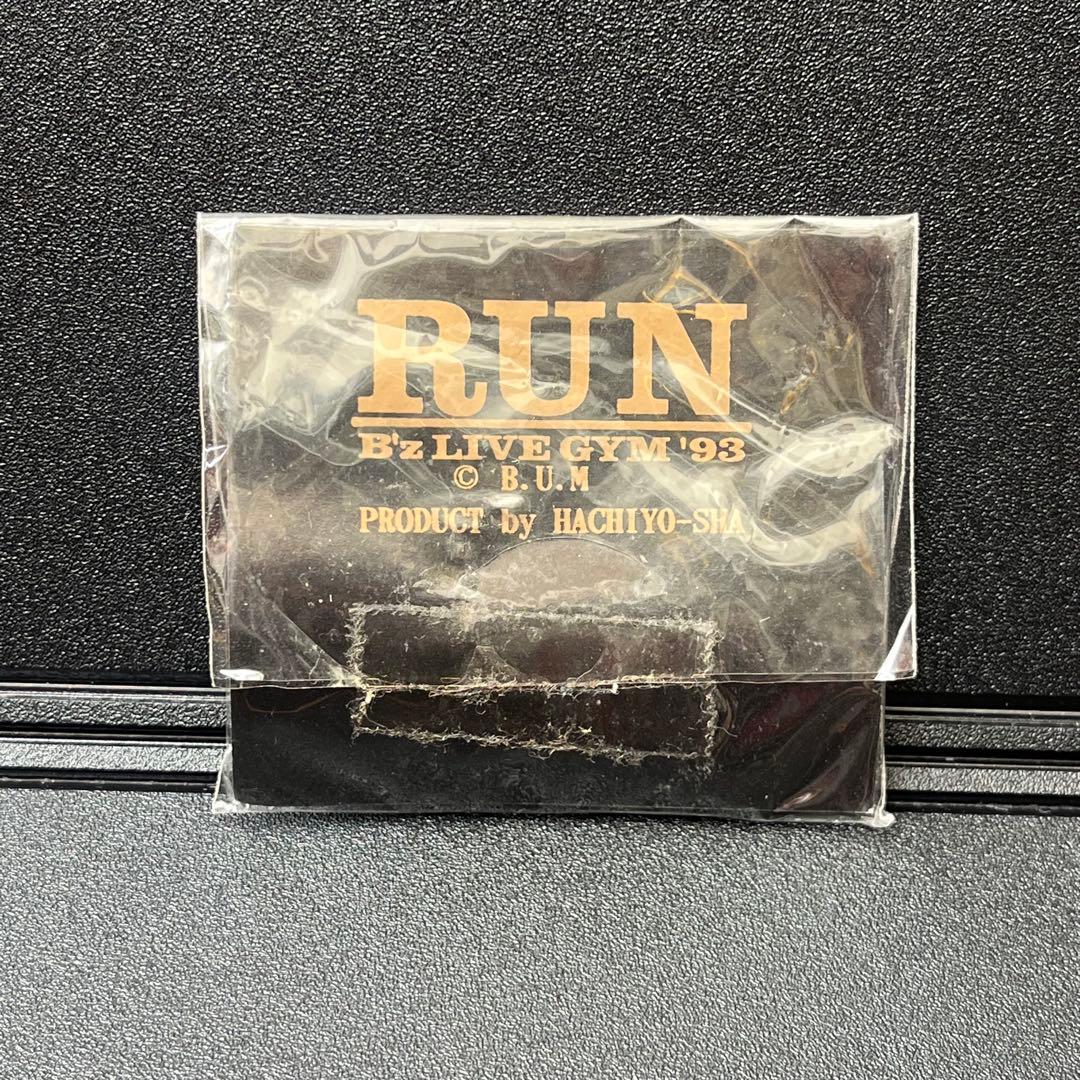 RUN
B'z LIVE GYM '93
© B.U.M
PRODUCT by HACHIYO-SHA